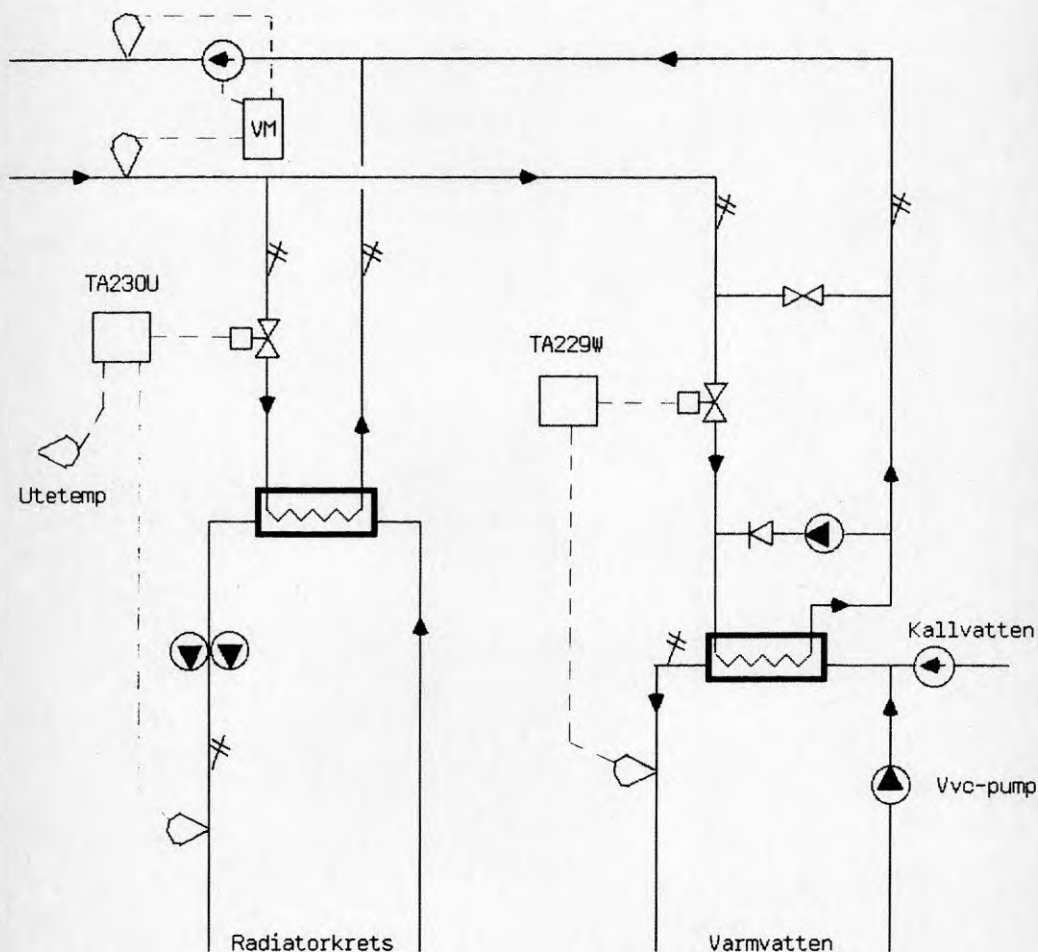 VM
TA230U
TA229W
Utetemp
Kallvatten
Vvc-pump
Radiatorkrets
Varmvatten